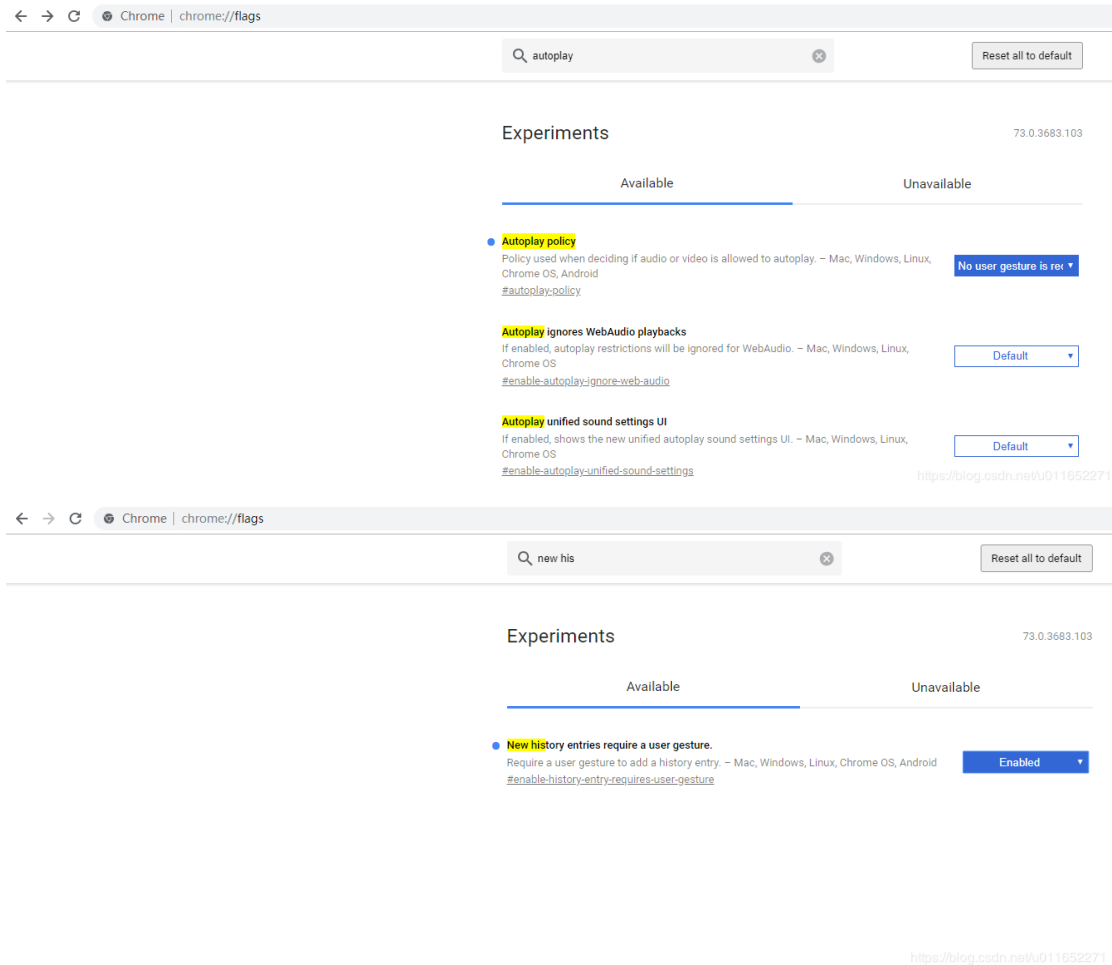 Chrome | chrome://flags
autoplay
Reset all to default
Experiments
73.0.3683.103
Available
Unavailable
Autoplay policy
Policy used when deciding if audio or video is allowed to autoplay. – Mac, Windows, Linux,
Chrome OS, Android
#autoplay-policy
No user gesture is rec
Autoplay ignores WebAudio playbacks
If enabled, autoplay restrictions will be ignored for WebAudio. – Mac, Windows, Linux,
Chrome OS
#enable-autoplay-ignore-web-audio
Default
Autoplay unified sound settings UI
If enabled, shows the new unified autoplay sound settings UI. – Mac, Windows, Linux,
Chrome OS
#enable-autoplay-unified-sound-settings
Default
https://blog.csdn.net/u011652271
Chrome | chrome://flags
new his
Reset all to default
Experiments
73.0.3683.103
Available
Unavailable
New history entries require a user gesture.
Require a user gesture to add a history entry. – Mac, Windows, Linux, Chrome OS, Android
#enable-history-entry-requires-user-gesture
Enabled
https://blog.csdn.net/u011652271